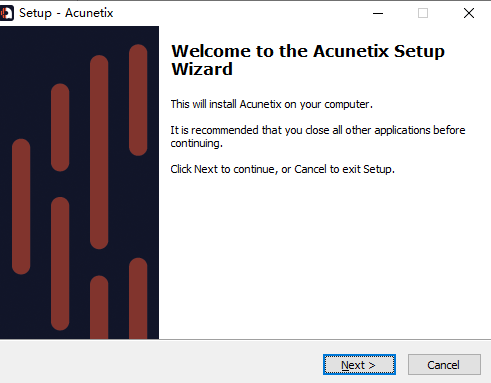 Setup - Acunetix
Welcome to the Acunetix Setup
Wizard
This will install Acunetix on your computer.
It is recommended that you close all other applications before
continuing.
Click Next to continue, or Cancel to exit Setup.
Next >
Cancel